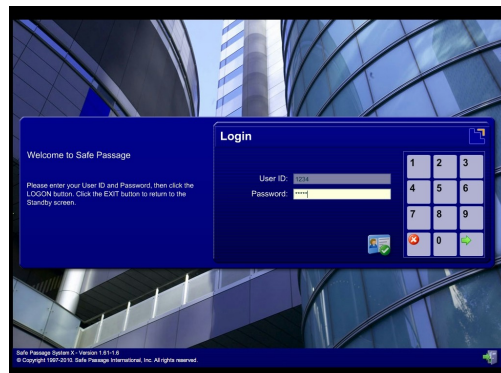 Login
Welcome to Safe Passage
Please enter your User ID and Password, then click the
LOGON button. Click the EXIT button to return to the
Standby screen.
User ID: 1234
Password: •••••
1 2 3
4 5 6
7 8 9
0
Safe Passage System X - Version 1.61-1.6
© Copyright 1997-2010. Safe Passage International, Inc. All rights reserved.